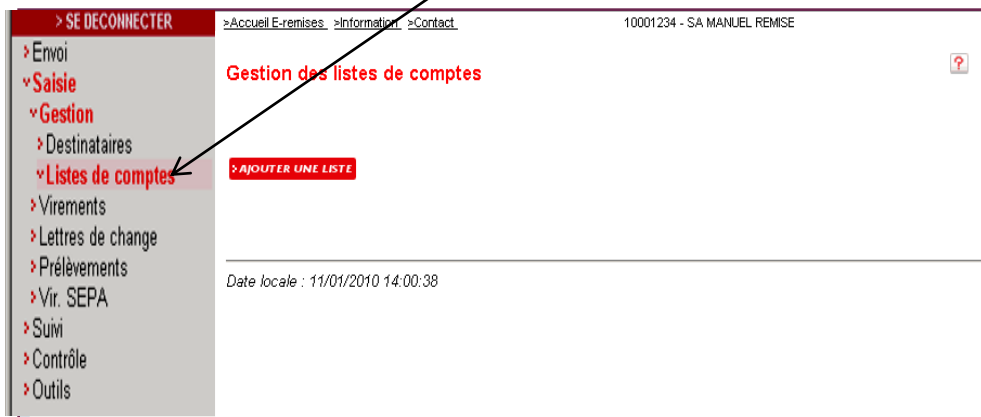 > SE DECONNECTER
>Accueil E-remises >Information >Contact 10001234 - SA MANUEL REMISE
Envoi
Saisie
Gestion
Destinataires
Listes de comptes
Virements
Lettres de change
Prélèvements
Vir. SEPA
Suivi
Contrôle
Outils
Gestion des listes de comptes
?
AJOUTER UNE LISTE
Date locale : 11/01/2010 14:00:38